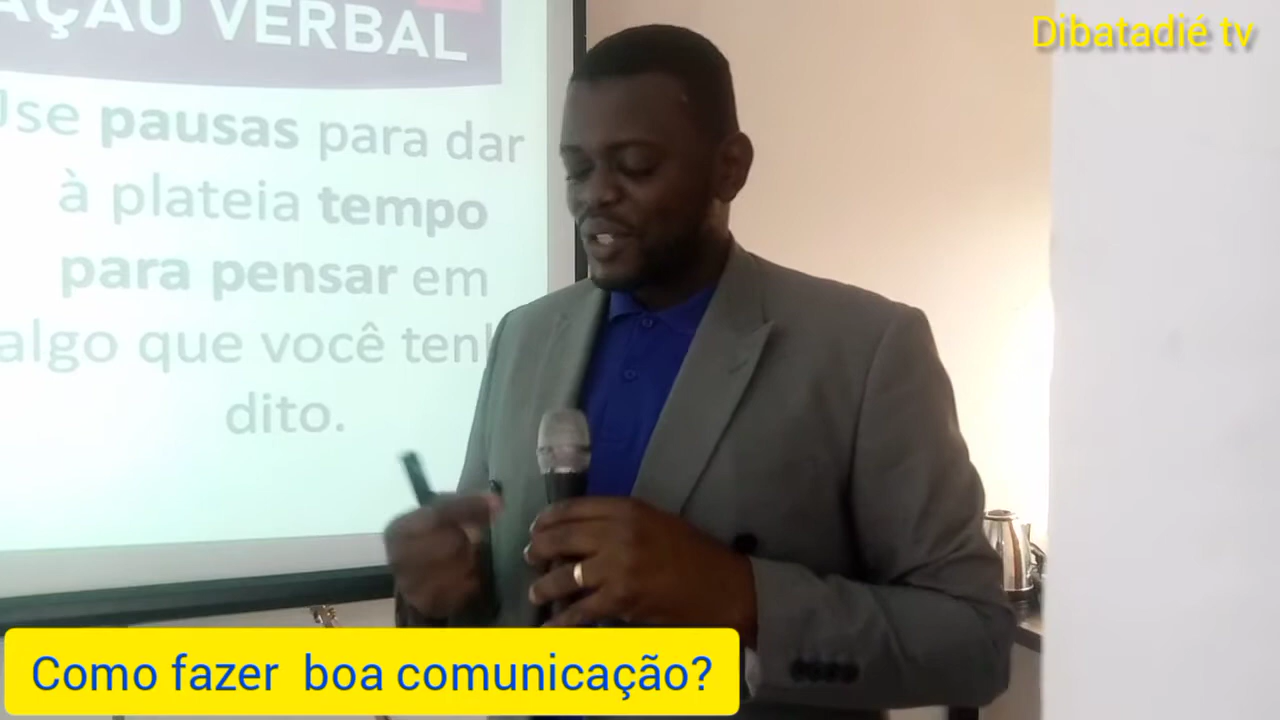 AÇÃO VERBAL
Dibatadié tv
Use pausas para dar
à plateia tempo
para pensar em
algo que você
dito.
Como fazer boa comunicação?